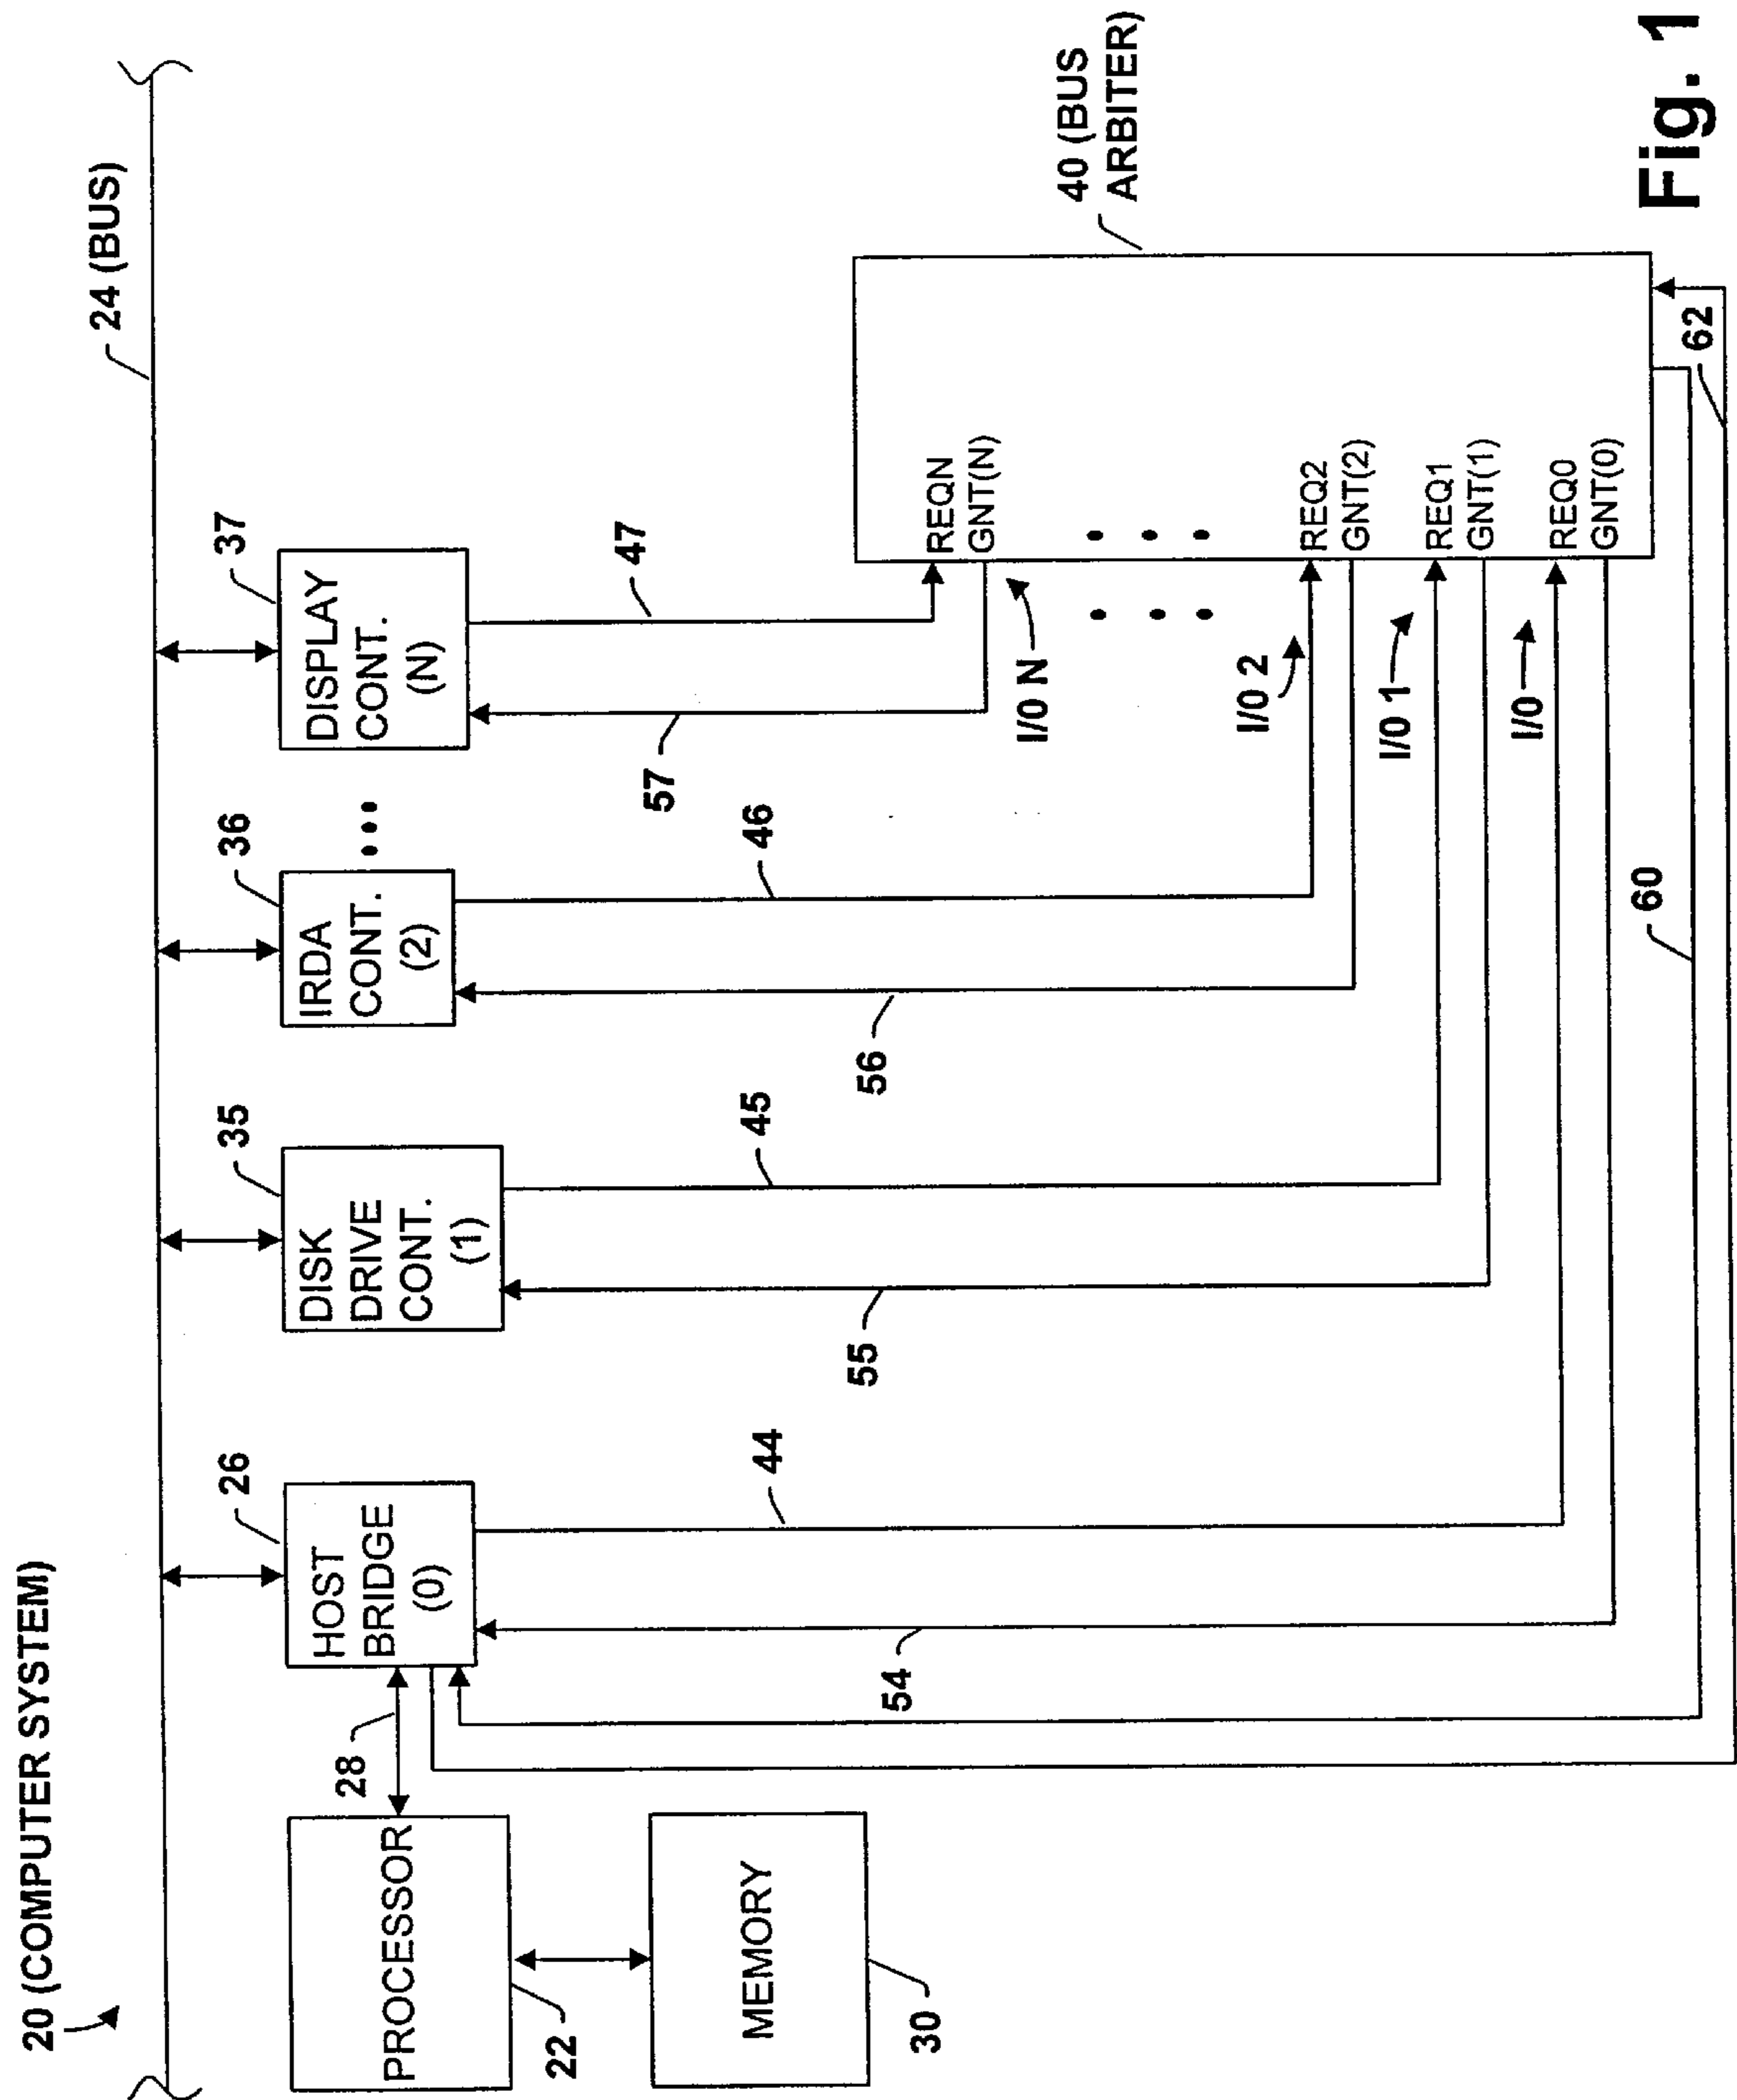 20 (COMPUTER SYSTEM)
24 (BUS)
PROCESSOR
22
28
MEMORY
30
HOST
BRIDGE
(0)
26
DISK
DRIVE
CONT.
(1)
35
IRDA
CONT.
(2)
36
DISPLAY
CONT.
(N)
37
54
44
55
45
56
46
57
47
I/0 N
I/0 2
I/0 1
I/0
REQN
GNT(N)
REQ2
GNT(2)
REQ1
GNT(1)
REQ0
GNT(0)
40 (BUS
ARBITER)
60
62
Fig. 1